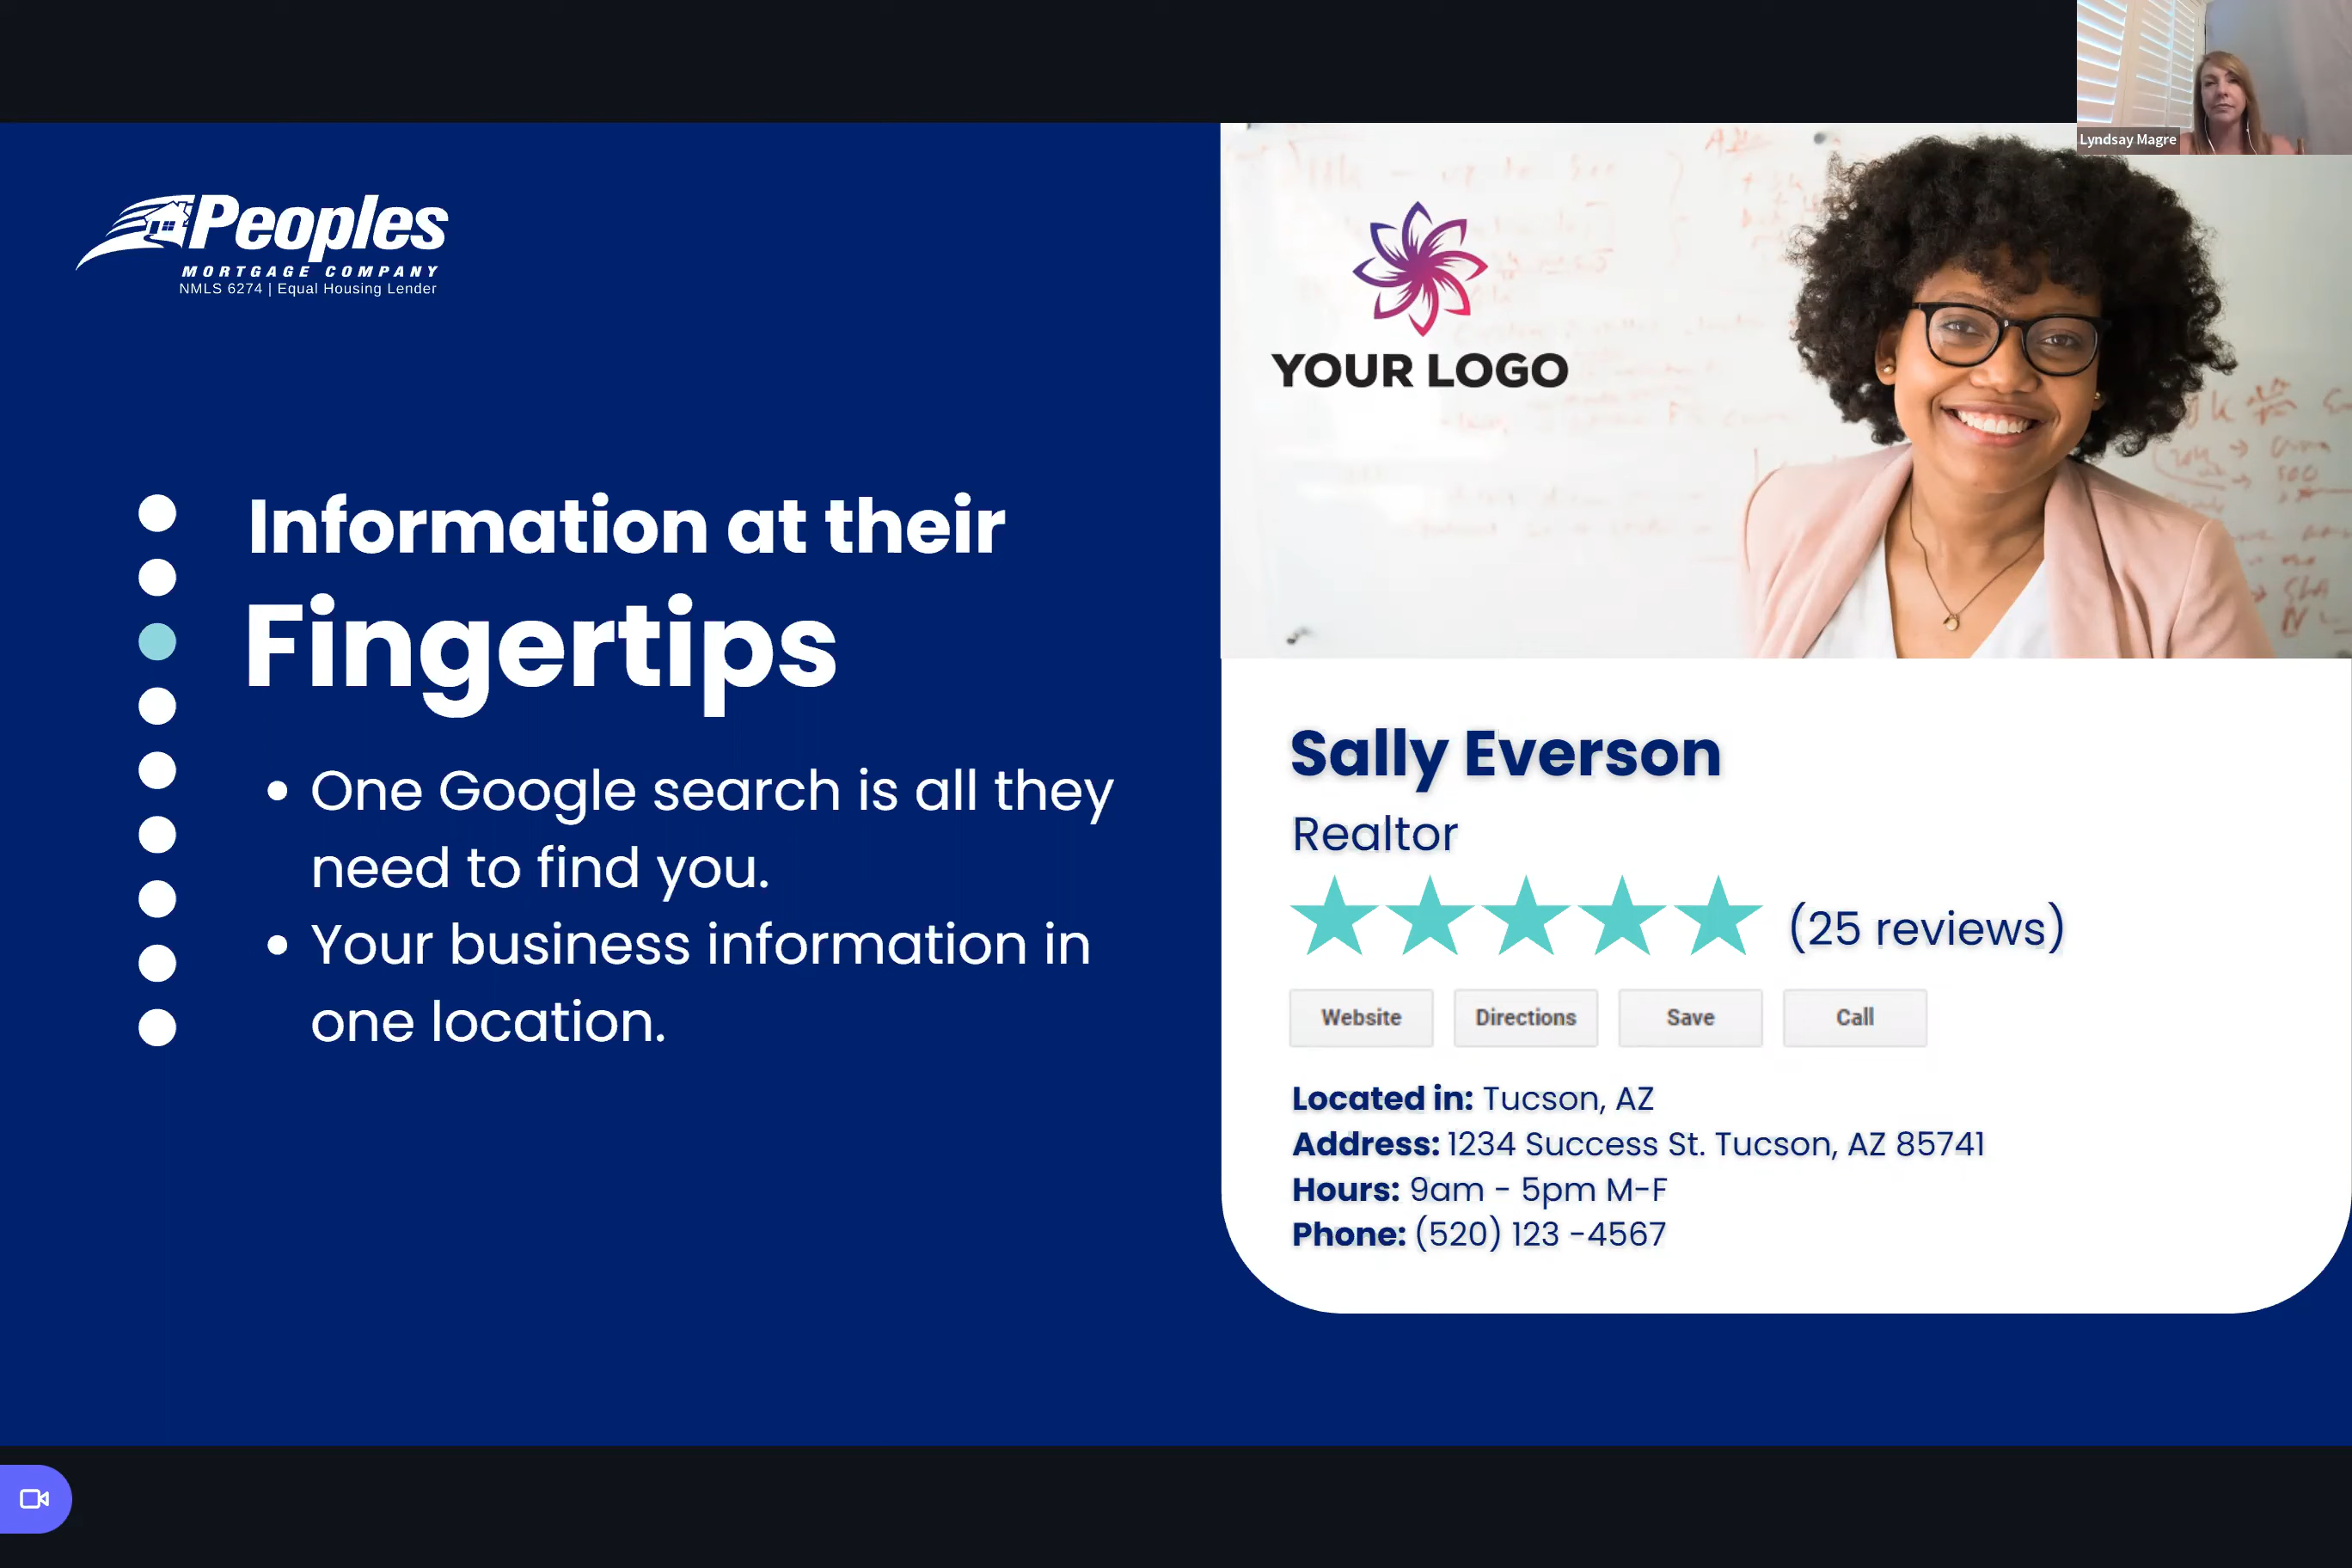 Lyndsay Magre
Peoples
MORTGAGE COMPANY
NMLS 6274 | Equal Housing Lender
YOUR LOGO
Information at their
Fingertips
• One Google search is all they
need to find you.
• Your business information in
one location.
Sally Everson
Realtor
(25 reviews)
Website Directions Save Call
Located in: Tucson, AZ
Address: 1234 Success St. Tucson, AZ 85741
Hours: 9am - 5pm M-F
Phone: (520) 123 -4567